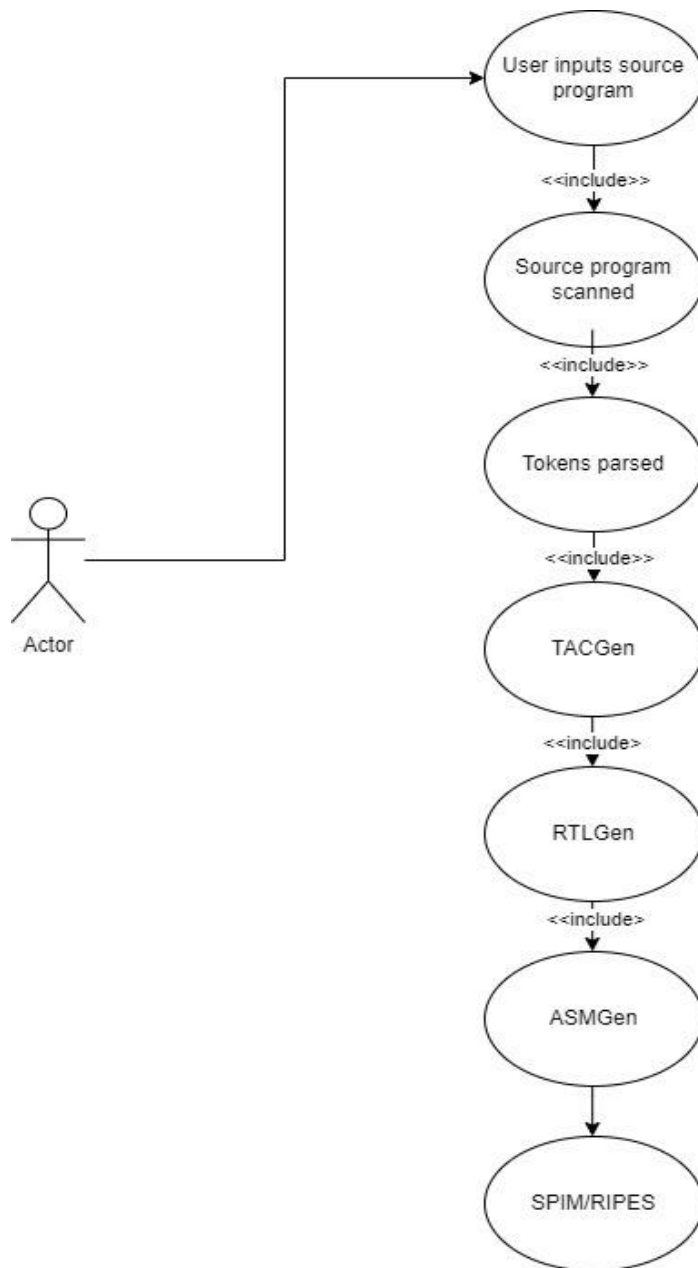 User inputs source
program
<<include>>
Source program
scanned
<<include>>
Tokens parsed
<<include>>
Actor
TACGen
<<include>
RTLGen
<<include>
ASMGen
SPIM/RIPES